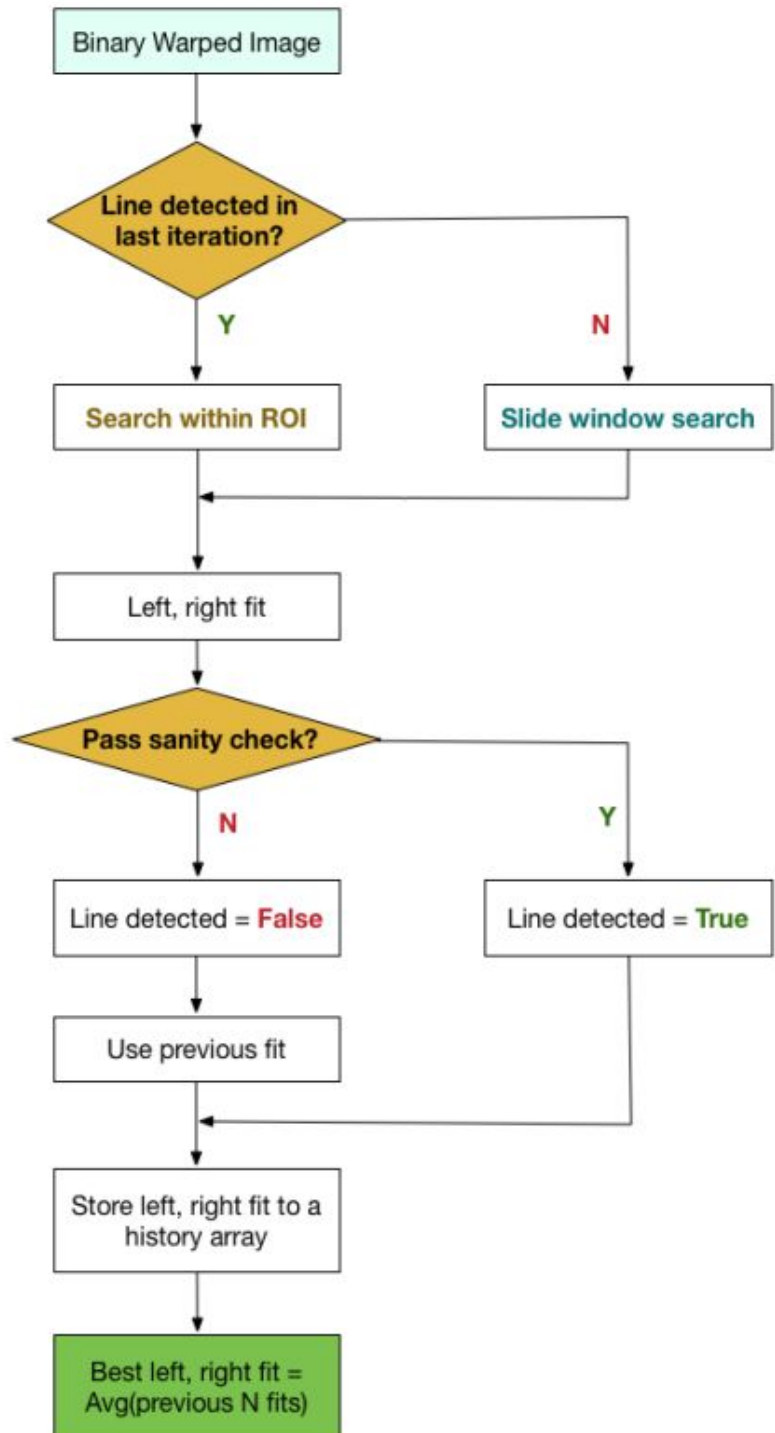 Binary Warped Image
Line detected in
last iteration?
Y
N
Search within ROI
Slide window search
Left, right fit
Pass sanity check?
N
Y
Line detected = False
Line detected = True
Use previous fit
Store left, right fit to a
history array
Best left, right fit =
Avg(previous N fits)